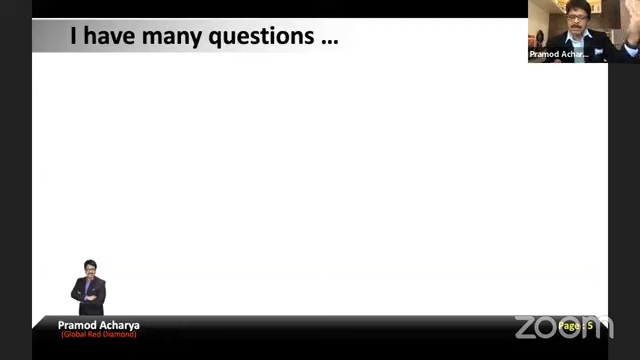 I have many questions ...
Pramod Achar...
Pramod Acharya
(Global Red Diamond)
Page : 5
zoom